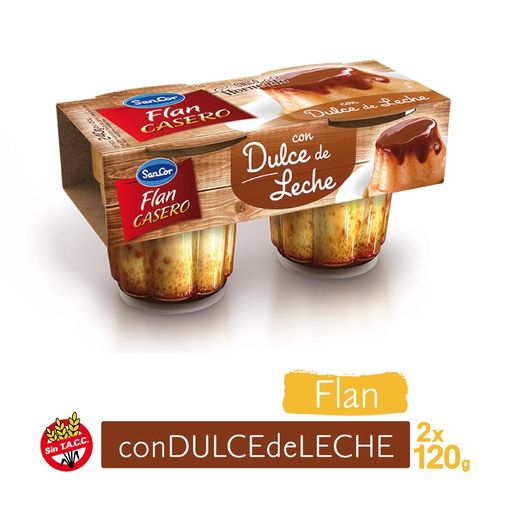 SanCor
Flan
CASERO
con
Dulce de Leche
SanCor
Flan
CASERO
con
Dulce de
Leche
Flan
Sin T.A.C.C.
conDULCEdeLECHE
2x
120g